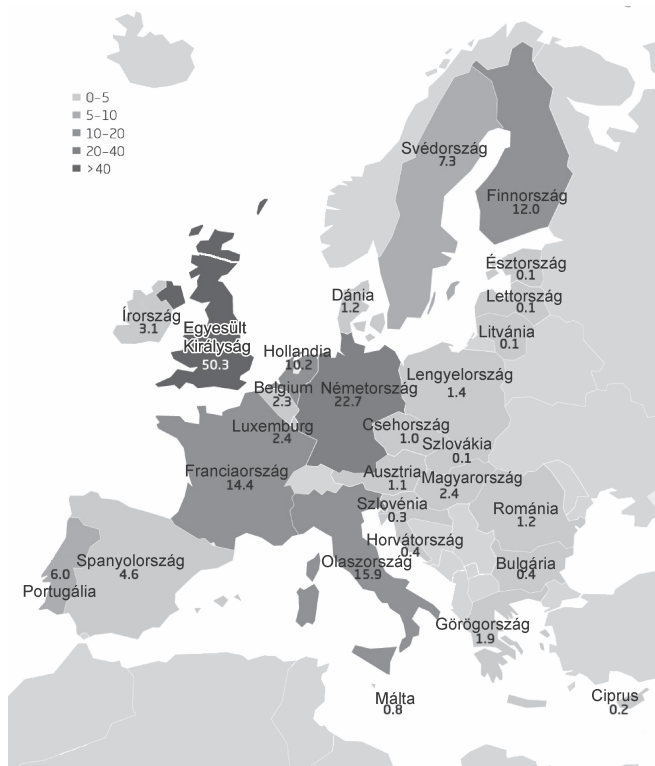 0–5
5–10
10–20
20–40
>40
Svédország
7.3
Finnország
12.0
Észtország
0.1
Dánia
1.2
Lettország
0.1
Írország
3.1
Egyesült
Királyság
50.3
Litvánia
0.1
Hollandia
10.2
Belgium
2.3
Németország
22.7
Lengyelország
1.4
Luxemburg
2.4
Csehország
1.0
Szlovákia
0.1
Franciaország
14.4
Ausztria
1.1
Magyarország
2.4
Szlovénia
0.3
Románia
1.2
Horvátország
0.4
Spanyolország
4.6
6.0
Portugália
Olaszország
15.9
Bulgária
0.4
Görögország
1.9
Málta
0.8
Ciprus
0.2